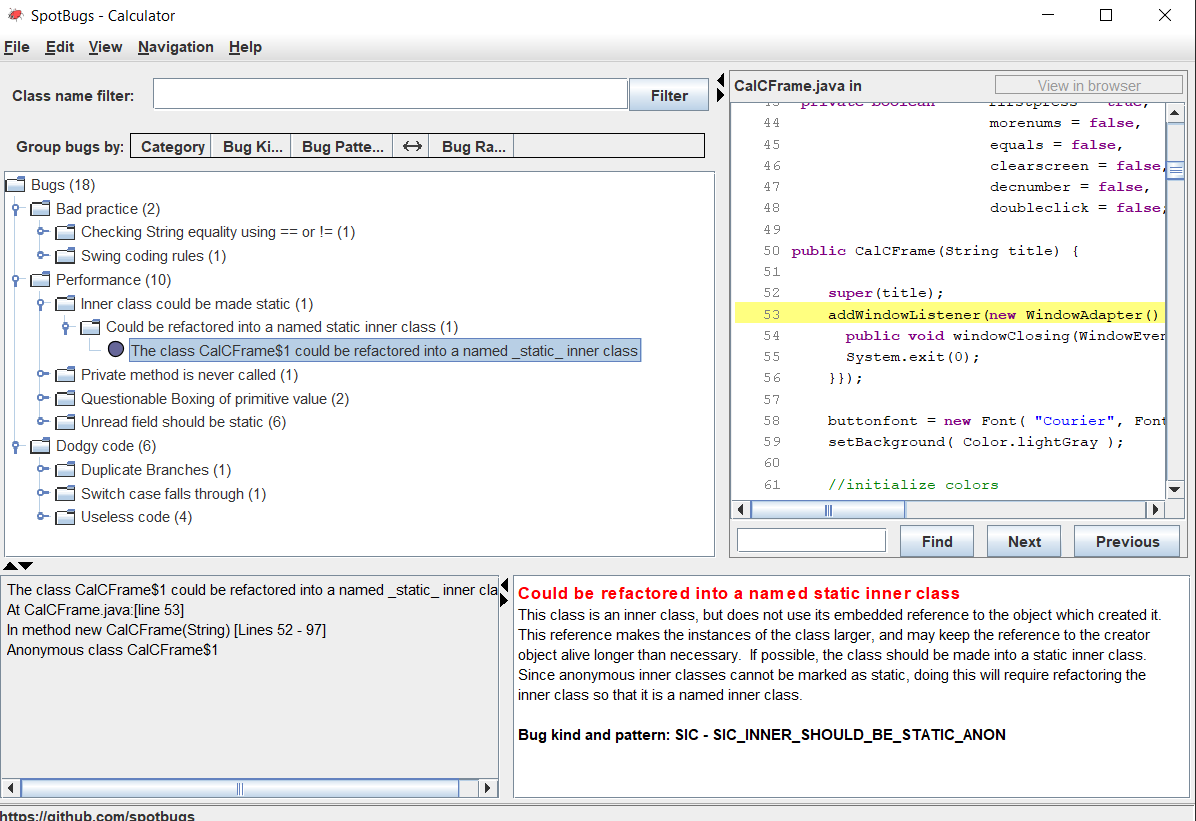 SpotBugs - Calculator
File Edit View Navigation Help
Class name filter:
Filter
Group bugs by: Category Bug Ki... Bug Patte... Bug Ra...
Bugs (18)
Bad practice (2)
Checking String equality using == or != (1)
Swing coding rules (1)
Performance (10)
Inner class could be made static (1)
Could be refactored into a named static inner class (1)
The class CalCFrame$1 could be refactored into a named _static_ inner class
Private method is never called (1)
Questionable Boxing of primitive value (2)
Unread field should be static (6)
Dodgy code (6)
Duplicate Branches (1)
Switch case falls through (1)
Useless code (4)
CalCFrame.java in
View in browser
43 private boolean firstpress = true,
44 morenums = false,
45 equals = false,
46 clearscreen = false,
47 decnumber = false,
48 doubleclick = false;
49
50 public CalCFrame(String title) {
51
52 super(title);
53 addWindowListener(new WindowAdapter()
54 public void windowClosing(WindowEven
55 System.exit(0);
56 }});
57
58 buttonfont = new Font( "Courier", Font
59 setBackground( Color.lightGray );
60
61 //initialize colors
Find Next Previous
The class CalCFrame$1 could be refactored into a named _static_ inner cla
At CalCFrame.java:[line 53]
In method new CalCFrame(String) [Lines 52 - 97]
Anonymous class CalCFrame$1
Could be refactored into a named static inner class
This class is an inner class, but does not use its embedded reference to the object which created it.
This reference makes the instances of the class larger, and may keep the reference to the creator
object alive longer than necessary.  If possible, the class should be made into a static inner class.
Since anonymous inner classes cannot be marked as static, doing this will require refactoring the
inner class so that it is a named inner class.
Bug kind and pattern: SIC - SIC_INNER_SHOULD_BE_STATIC_ANON
https://github.com/spotbugs